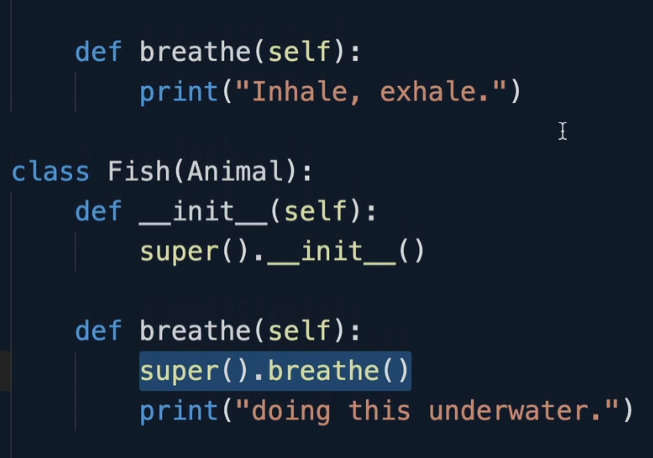 def breathe(self):
print("Inhale, exhale.")
class Fish(Animal):
def __init__(self):
super().__init__()
def breathe(self):
super().breathe()
print("doing this underwater.")